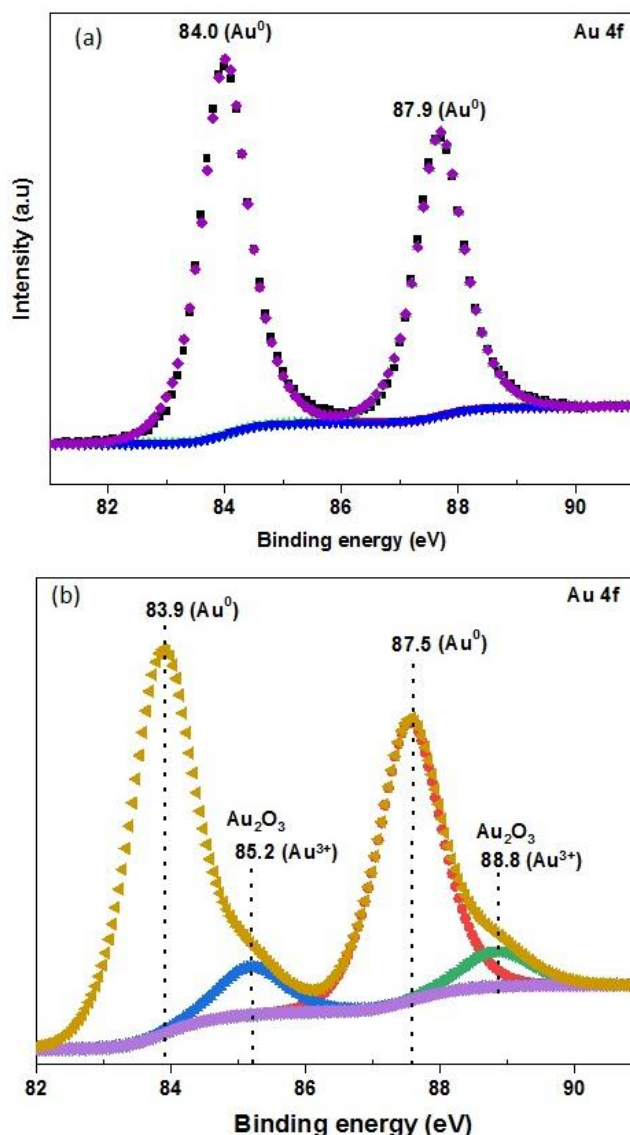 (a)
84.0 (Au⁰)
Au 4f
87.9 (Au⁰)
Intensity (a.u)
82 84 86 88 90
Binding energy (eV)
(b)
83.9 (Au⁰)
Au 4f
87.5 (Au⁰)
Au₂O₃
85.2 (Au³⁺)
Au₂O₃
88.8 (Au³⁺)
82 84 86 88 90
Binding energy (eV)